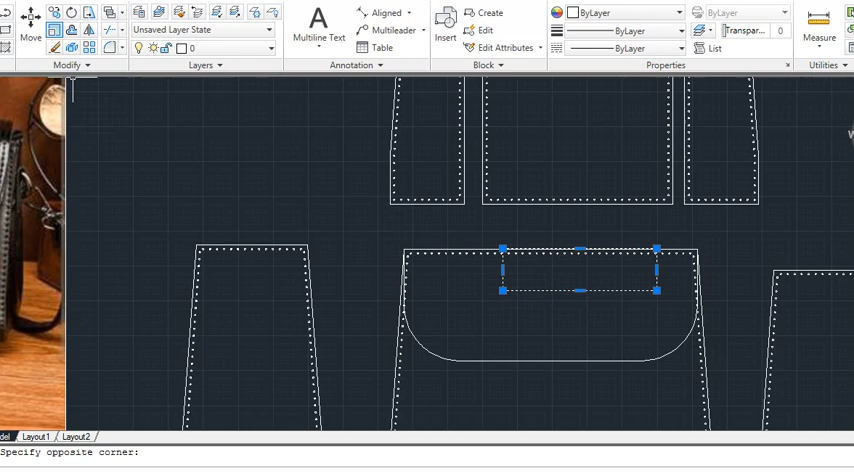 Move
Modify
Unsaved Layer State
0
Layers
Multiline Text
Aligned
Multileader
Table
Annotation
Insert
Create
Edit
Edit Attributes
Block
ByLayer
ByLayer
ByLayer
ByLayer
Transpar... 0
List
Properties
Measure
Utilities
W
del Layout1 Layout2
Specify opposite corner: